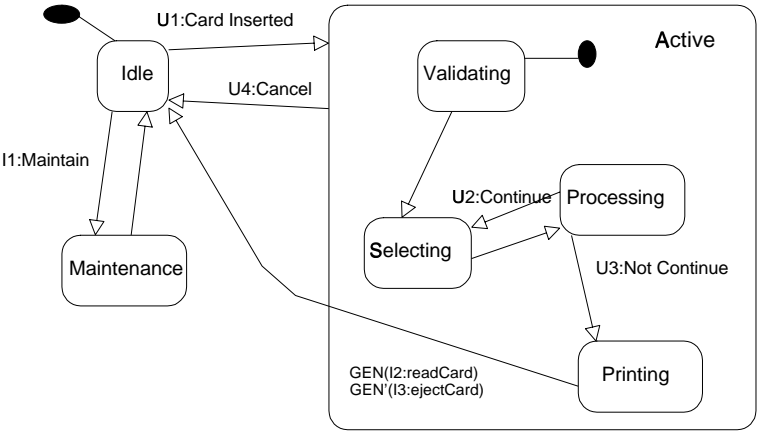 U1:Card Inserted
Active
Idle
Validating
U4:Cancel
I1:Maintain
U2:Continue
Processing
Selecting
Maintenance
U3:Not Continue
GEN(I2:readCard)
GEN'(I3:ejectCard)
Printing